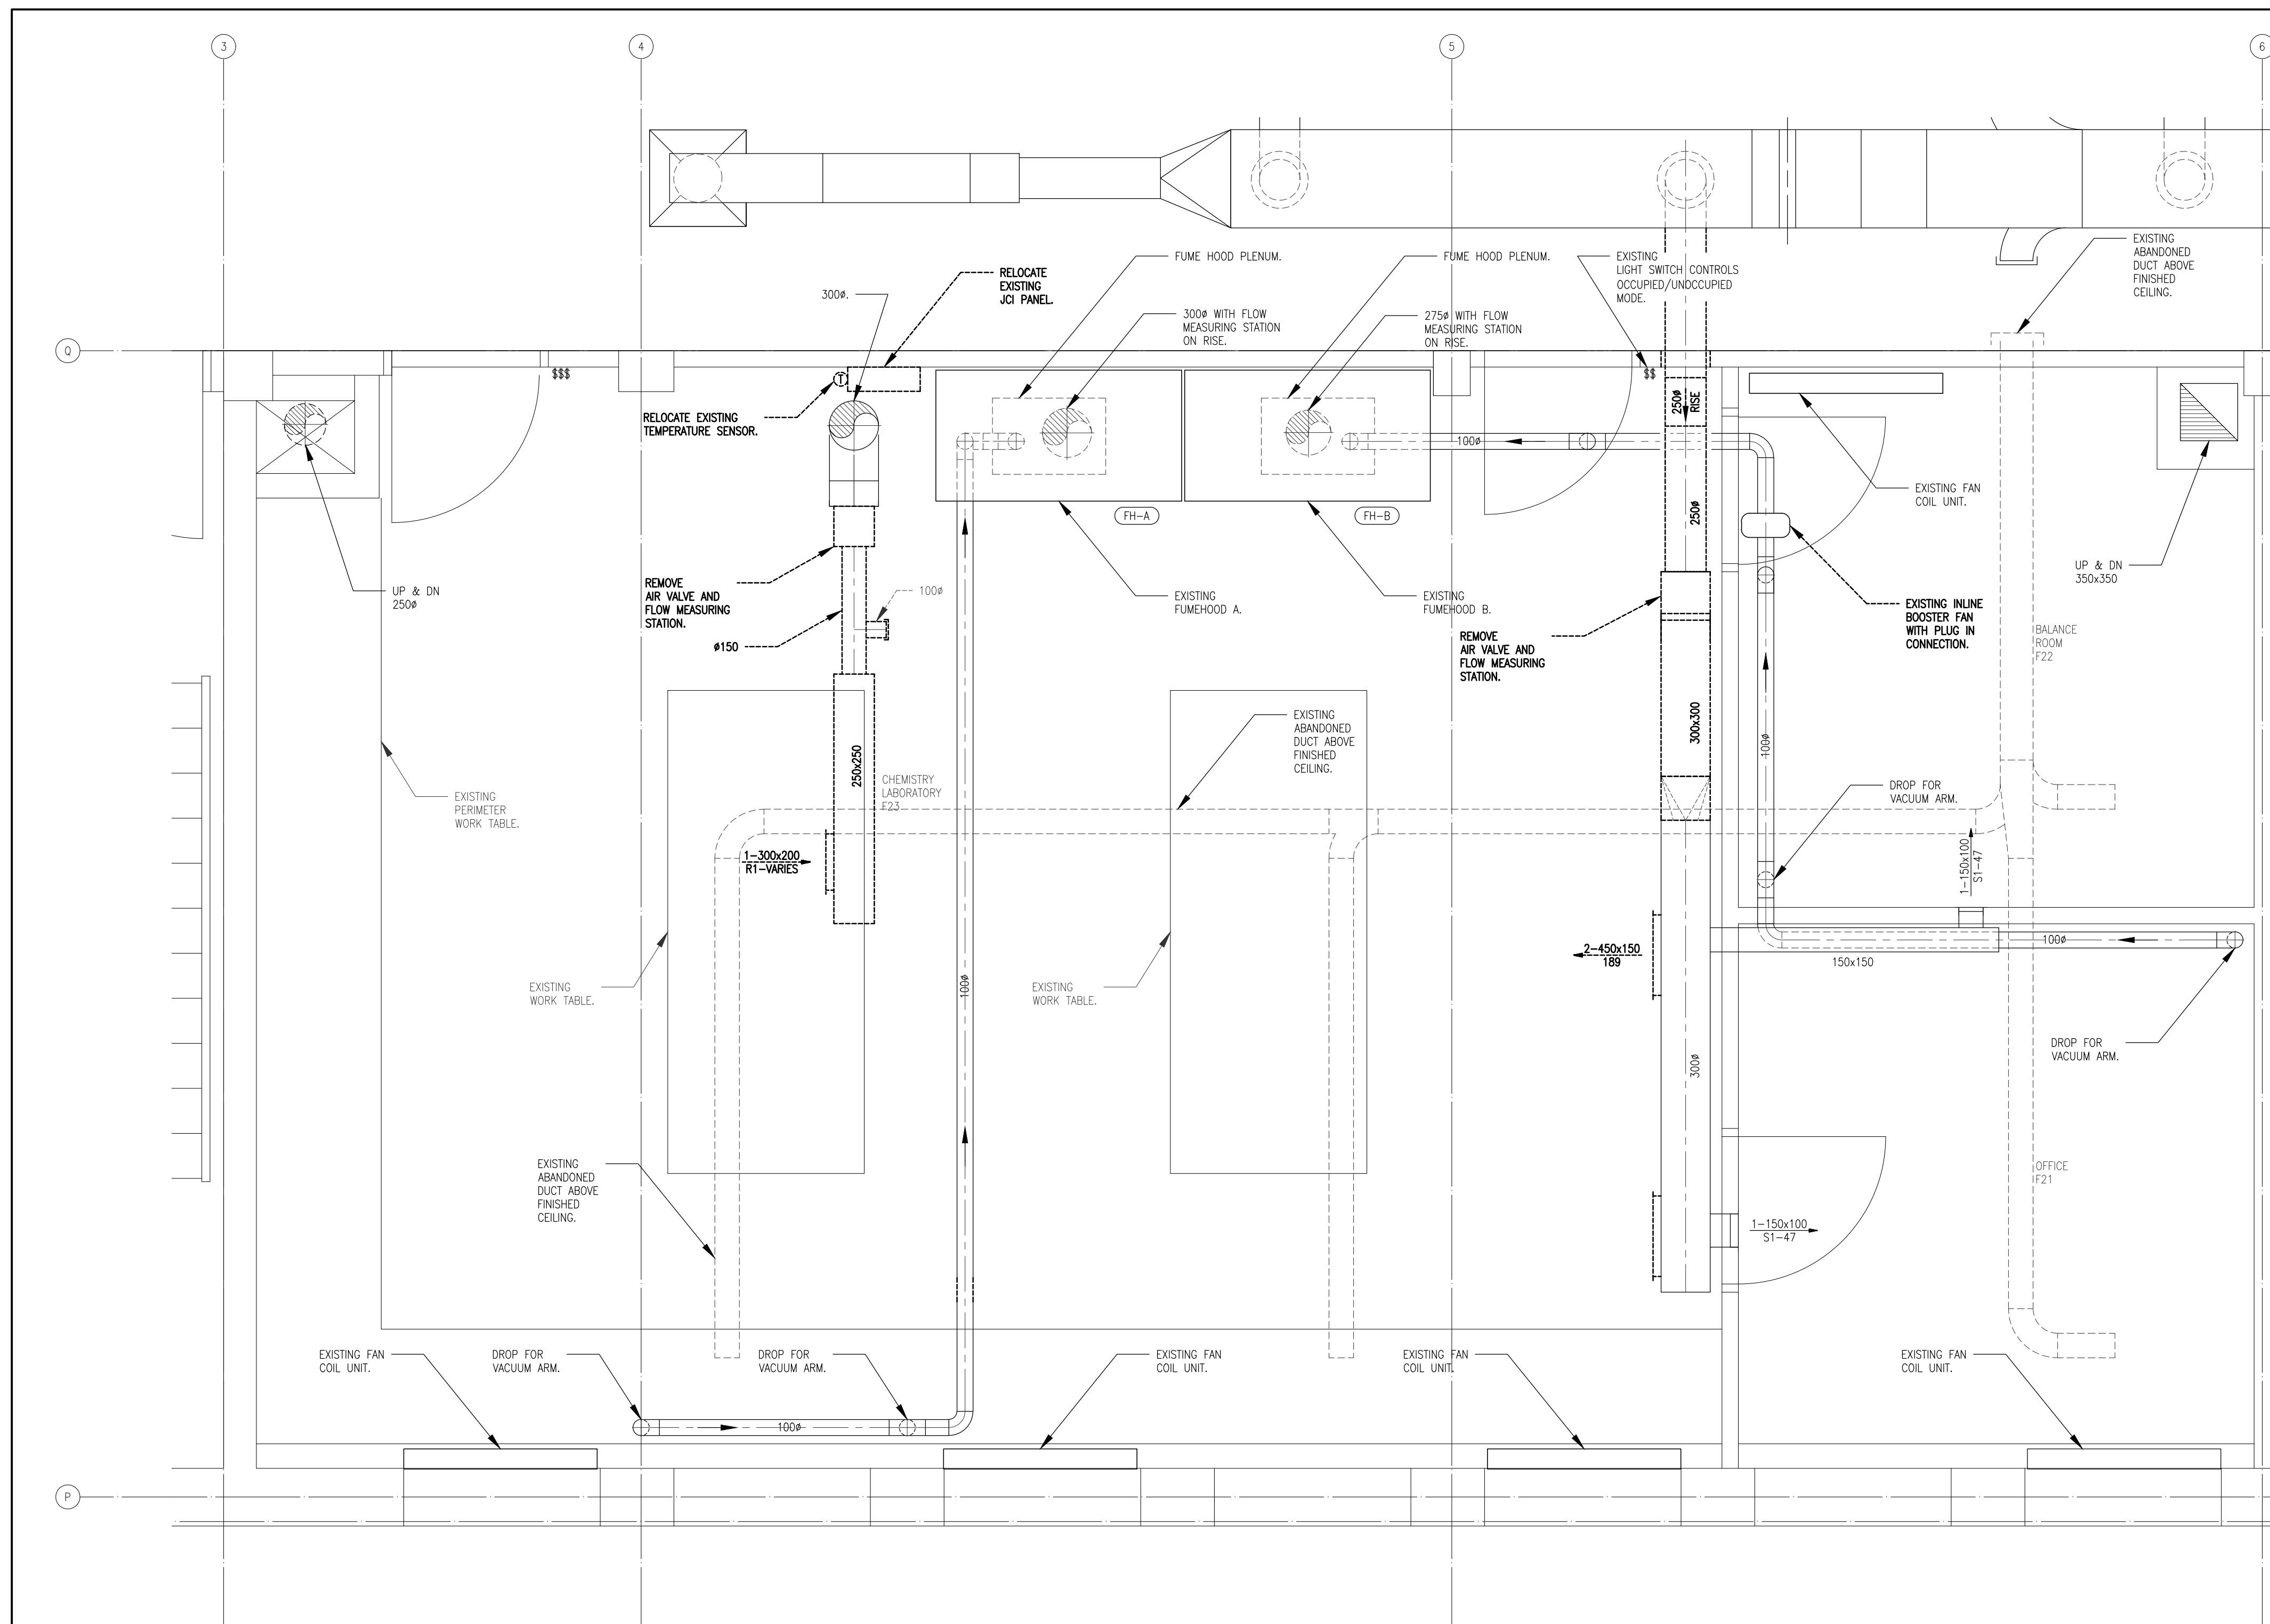 3
4
5
6
Q
P
FUME HOOD PLENUM.
FUME HOOD PLENUM.
EXISTING
LIGHT SWITCH CONTROLS
OCCUPIED/UNOCCUPIED
MODE.
EXISTING
ABANDONED
DUCT ABOVE
FINISHED
CEILING.
RELOCATE
EXISTING
JCI PANEL.
300ø.
300ø WITH FLOW
MEASURING STATION
ON RISE.
275ø WITH FLOW
MEASURING STATION
ON RISE.
$$$
T
$$
RELOCATE EXISTING
TEMPERATURE SENSOR.
250ø
RISE
100ø
250ø
EXISTING FAN
COIL UNIT.
FH-A
FH-B
UP & DN
250ø
REMOVE
AIR VALVE AND
FLOW MEASURING
STATION.
100ø
ø150
EXISTING
FUMEHOOD A.
EXISTING
FUMEHOOD B.
REMOVE
AIR VALVE AND
FLOW MEASURING
STATION.
EXISTING INLINE
BOOSTER FAN
WITH PLUG IN
CONNECTION.
UP & DN
350x350
BALANCE
ROOM
F22
250x250
CHEMISTRY
LABORATORY
F23
EXISTING
ABANDONED
DUCT ABOVE
FINISHED
CEILING.
300x300
100ø
DROP FOR
VACUUM ARM.
EXISTING
PERIMETER
WORK TABLE.
1-300x200
R1-VARIES
1-150x100
S1-47
EXISTING
WORK TABLE.
100ø
EXISTING
WORK TABLE.
2-450x150
189
150x150
100ø
300ø
DROP FOR
VACUUM ARM.
EXISTING
ABANDONED
DUCT ABOVE
FINISHED
CEILING.
OFFICE
F21
1-150x100
S1-47
EXISTING FAN
COIL UNIT.
DROP FOR
VACUUM ARM.
DROP FOR
VACUUM ARM.
EXISTING FAN
COIL UNIT.
EXISTING FAN
COIL UNIT.
EXISTING FAN
COIL UNIT.
100ø